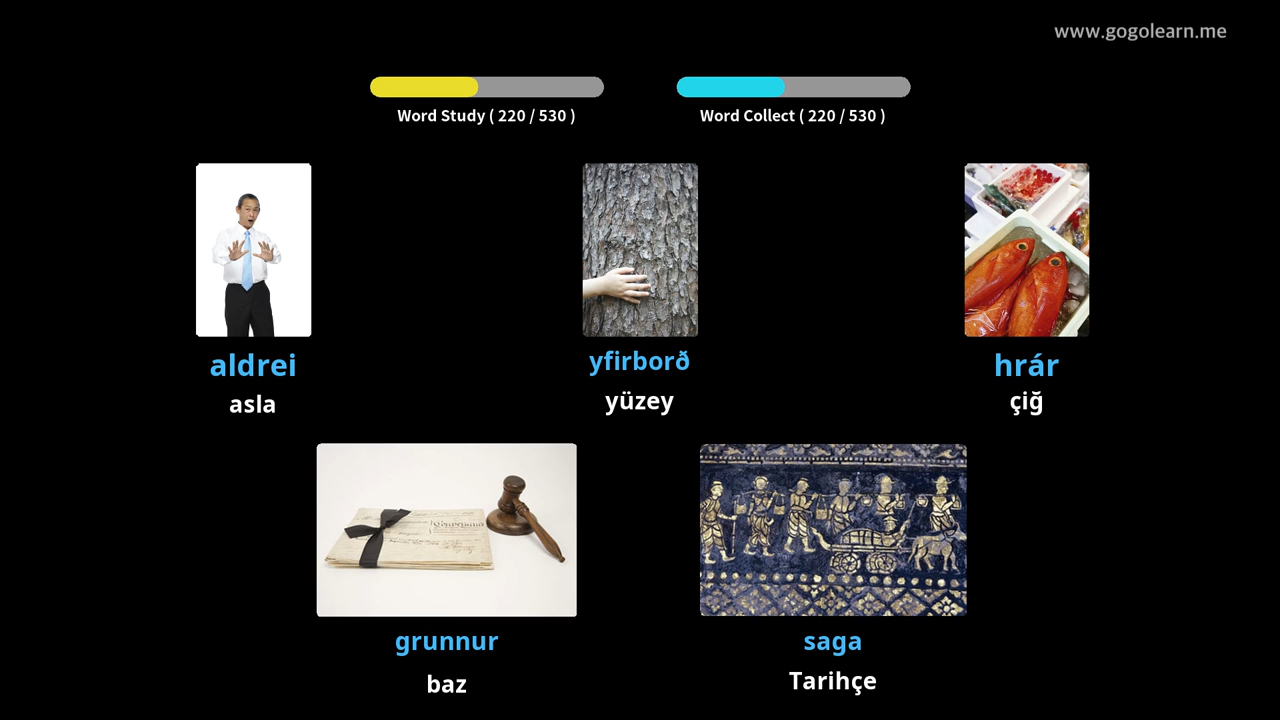 www.gogolearn.me
Word Study ( 220 / 530 )
Word Collect ( 220 / 530 )
aldrei
asla
yfirborð
yüzey
hrár
çiğ
grunnur
baz
saga
Tarihçe